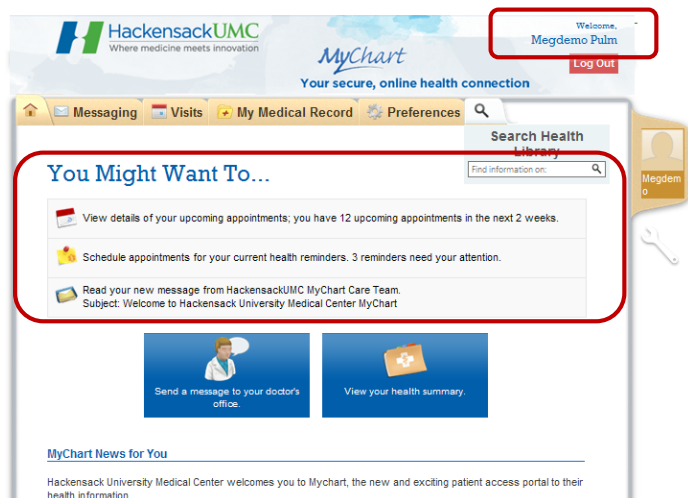 HackensackUMC
Where medicine meets innovation
MyChart
Your secure, online health connection
Welcome,
Megdemo Pulm
Log Out
Messaging
Visits
My Medical Record
Preferences
Search Health
Library
Find information on:
Megdem
o
You Might Want To...
View details of your upcoming appointments; you have 12 upcoming appointments in the next 2 weeks.
Schedule appointments for your current health reminders. 3 reminders need your attention.
Read your new message from HackensackUMC MyChart Care Team.
Subject: Welcome to Hackensack University Medical Center MyChart
Send a message to your doctor's
office.
View your health summary.
MyChart News for You
Hackensack University Medical Center welcomes you to Mychart, the new and exciting patient access portal to their
health information